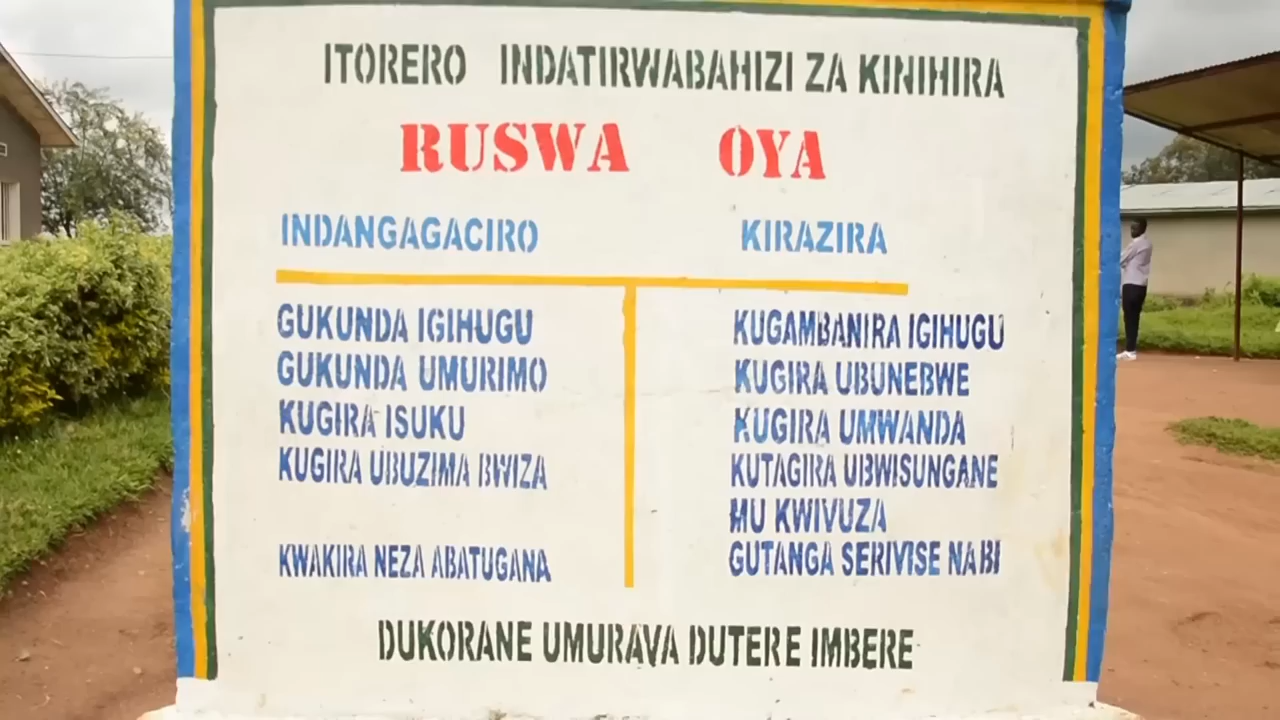 ITORERO INDATIRWABAHIZI ZA KINIHIRA
RUSWA OYA
INDANGAGACIRO KIRAZIRA
GUKUNDA IGIHUGU KUGAMBANIRA IGIHUGU
GUKUNDA UMURIMO KUGIRA UBUNEBWE
KUGIRA ISUKU KUGIRA UMWANDA
KUGIRA UBUZIMA BWIZA KUTAGIRA UBWISUNGANE
MU KWIVUZA
KWAKIRA NEZA ABATUGANA GUTANGA SERIVISE NABI
DUKORANE UMURAVA DUTERE IMBERE